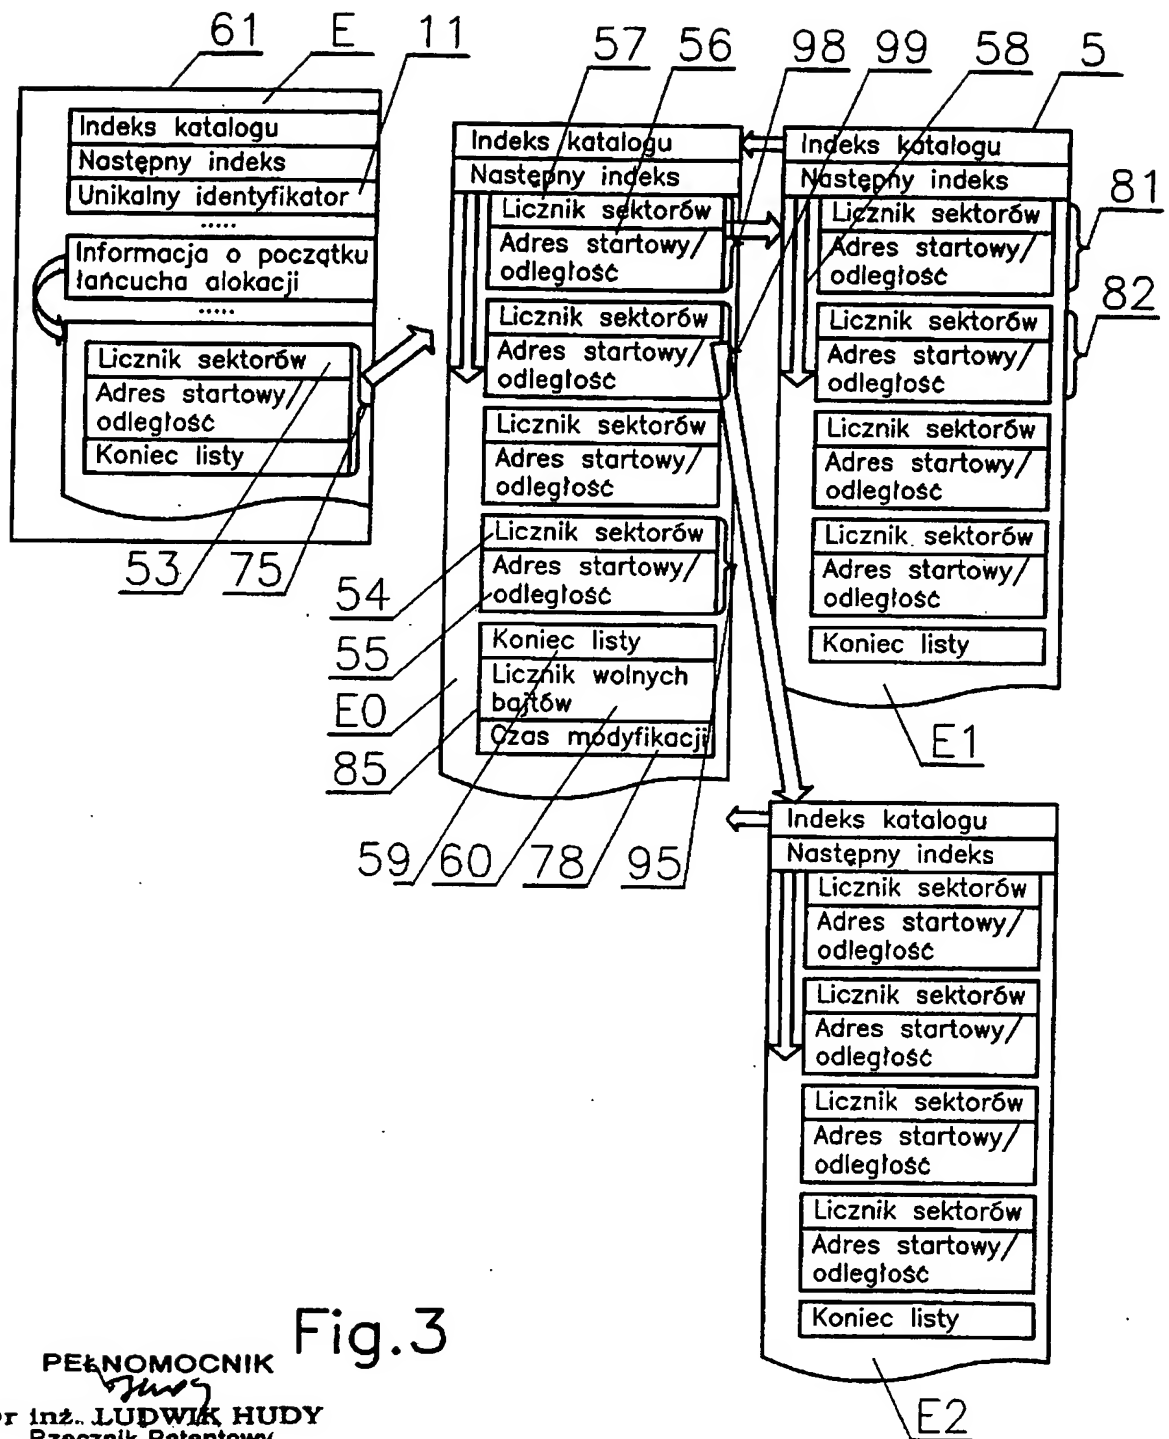 61 E 11
57 56 98 99 58 5
Indeks katalogu
Następny indeks
Unikalny identyfikator
.....
Informacja o początku
łańcucha alokacji
.....
Licznik sektorów
Adres startowy/
odległość
Koniec listy
53 75
Indeks katalogu
Następny indeks
Licznik sektorów
Adres startowy/
odległość
Licznik sektorów
Adres startowy/
odległość
Licznik sektorów
Adres startowy/
odległość
Licznik sektorów
Adres startowy/
odległość
Koniec listy
Licznik wolnych
bajtów
Czas modyfikacji
54
55
E0
85
59 60 78 95
Indeks katalogu
Następny indeks
Licznik sektorów
Adres startowy/
odległość
Licznik sektorów
Adres startowy/
odległość
Licznik sektorów
Adres startowy/
odległość
Licznik sektorów
Adres startowy/
odległość
Koniec listy
81
82
E1
Indeks katalogu
Następny indeks
Licznik sektorów
Adres startowy/
odległość
Licznik sektorów
Adres startowy/
odległość
Licznik sektorów
Adres startowy/
odległość
Licznik sektorów
Adres startowy/
odległość
Koniec listy
E2
Fig.3
PEŁNOMOCNIK
inż. LUDWIK HUDY
Rzecznik Patentowy